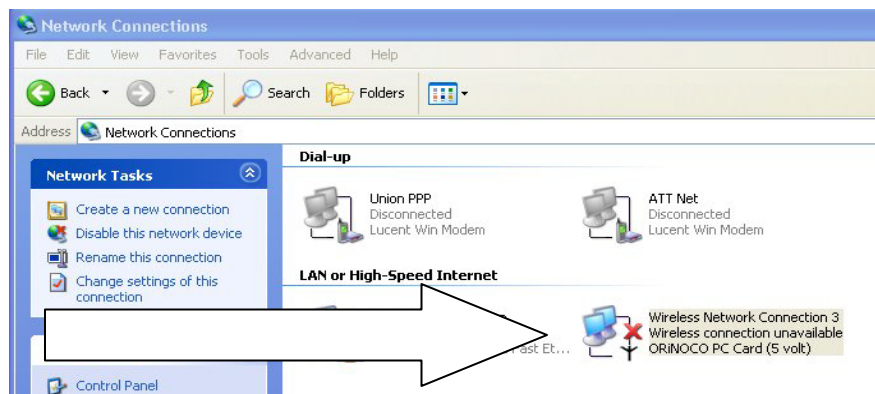 Network Connections
File Edit View Favorites Tools Advanced Help
Back Search Folders
Address Network Connections
Network Tasks
Create a new connection
Disable this network device
Rename this connection
Change settings of this
connection
Control Panel
Dial-up
Union PPP
Disconnected
Lucent Win Modem
ATT Net
Disconnected
Lucent Win Modem
LAN or High-Speed Internet
Et...
Wireless Network Connection 3
Wireless connection unavailable
ORiNOCO PC Card (5 volt)